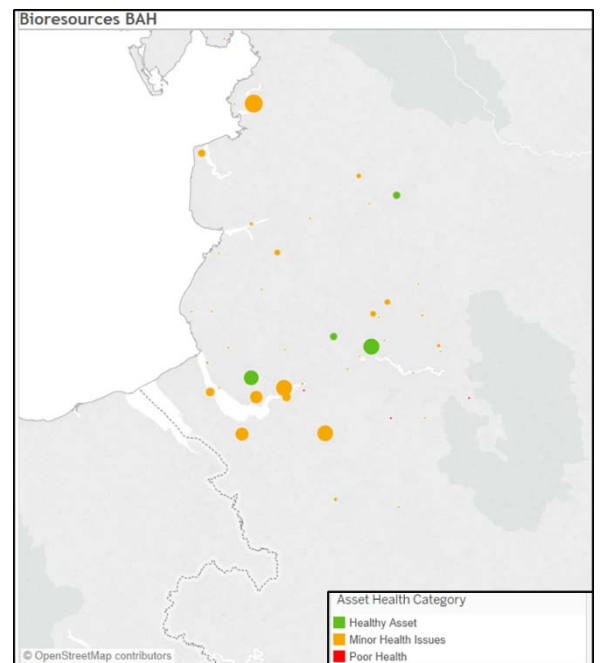 Bioresources BAH
Asset Health Category
Healthy Asset
Minor Health Issues
Poor Health
© OpenStreetMap contributors